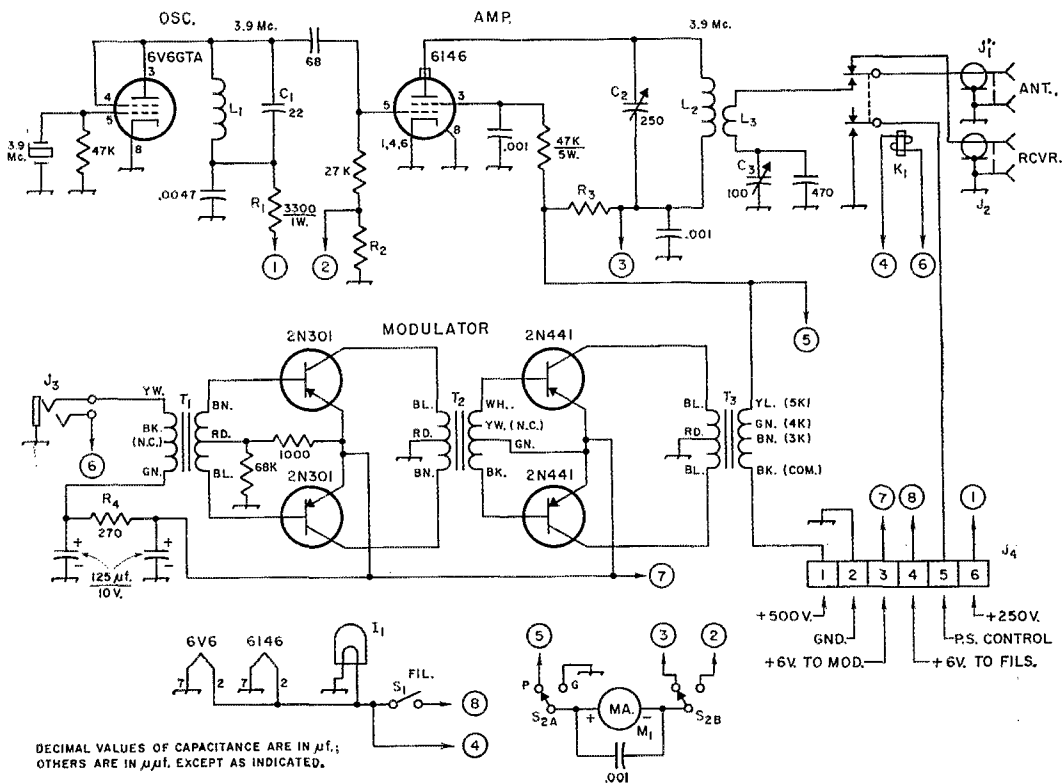 OSC.
AMP.
3.9 Mc.
3.9 Mc.
6V6GTA
68
6146
J1
3
4
5
8
L1
C1
22
5
3
8
1,4,6
C2
250
L2
L3
ANT.
RCVR.
3.9
Mc.
47K
.001
47K
5W.
27K
C3
100
470
K1
J2
.0047
R1
3300
1W.
R2
R3
.001
1
2
3
4
6
5
MODULATOR
2N301
2N441
J3
YW.
T1
BN.
BL.
T2
WH.
BL.
T3
YL. (5K)
BK.
(N.C.)
RD.
RD.
YW. (N.C.)
RD.
GN. (4K)
GN.
BN. (3K)
6
GN.
BL.
68K
1000
BN.
BK.
BL.
BK. (COM.)
2N301
2N441
R4
270
7
8
1
J4
+
-
+
-
125 µf.
10V.
7
1
2
3
4
5
6
+500V.
+250V.
GND.
P.S. CONTROL
+6V. TO MOD.
+6V. TO FILS.
6V6
6146
I1
5
3
2
7
2
7
2
S1
FIL.
8
4
P
G
S2A
+
MA.
-
M1
S2B
.001
DECIMAL VALUES OF CAPACITANCE ARE IN µf.;
OTHERS ARE IN µµf. EXCEPT AS INDICATED.